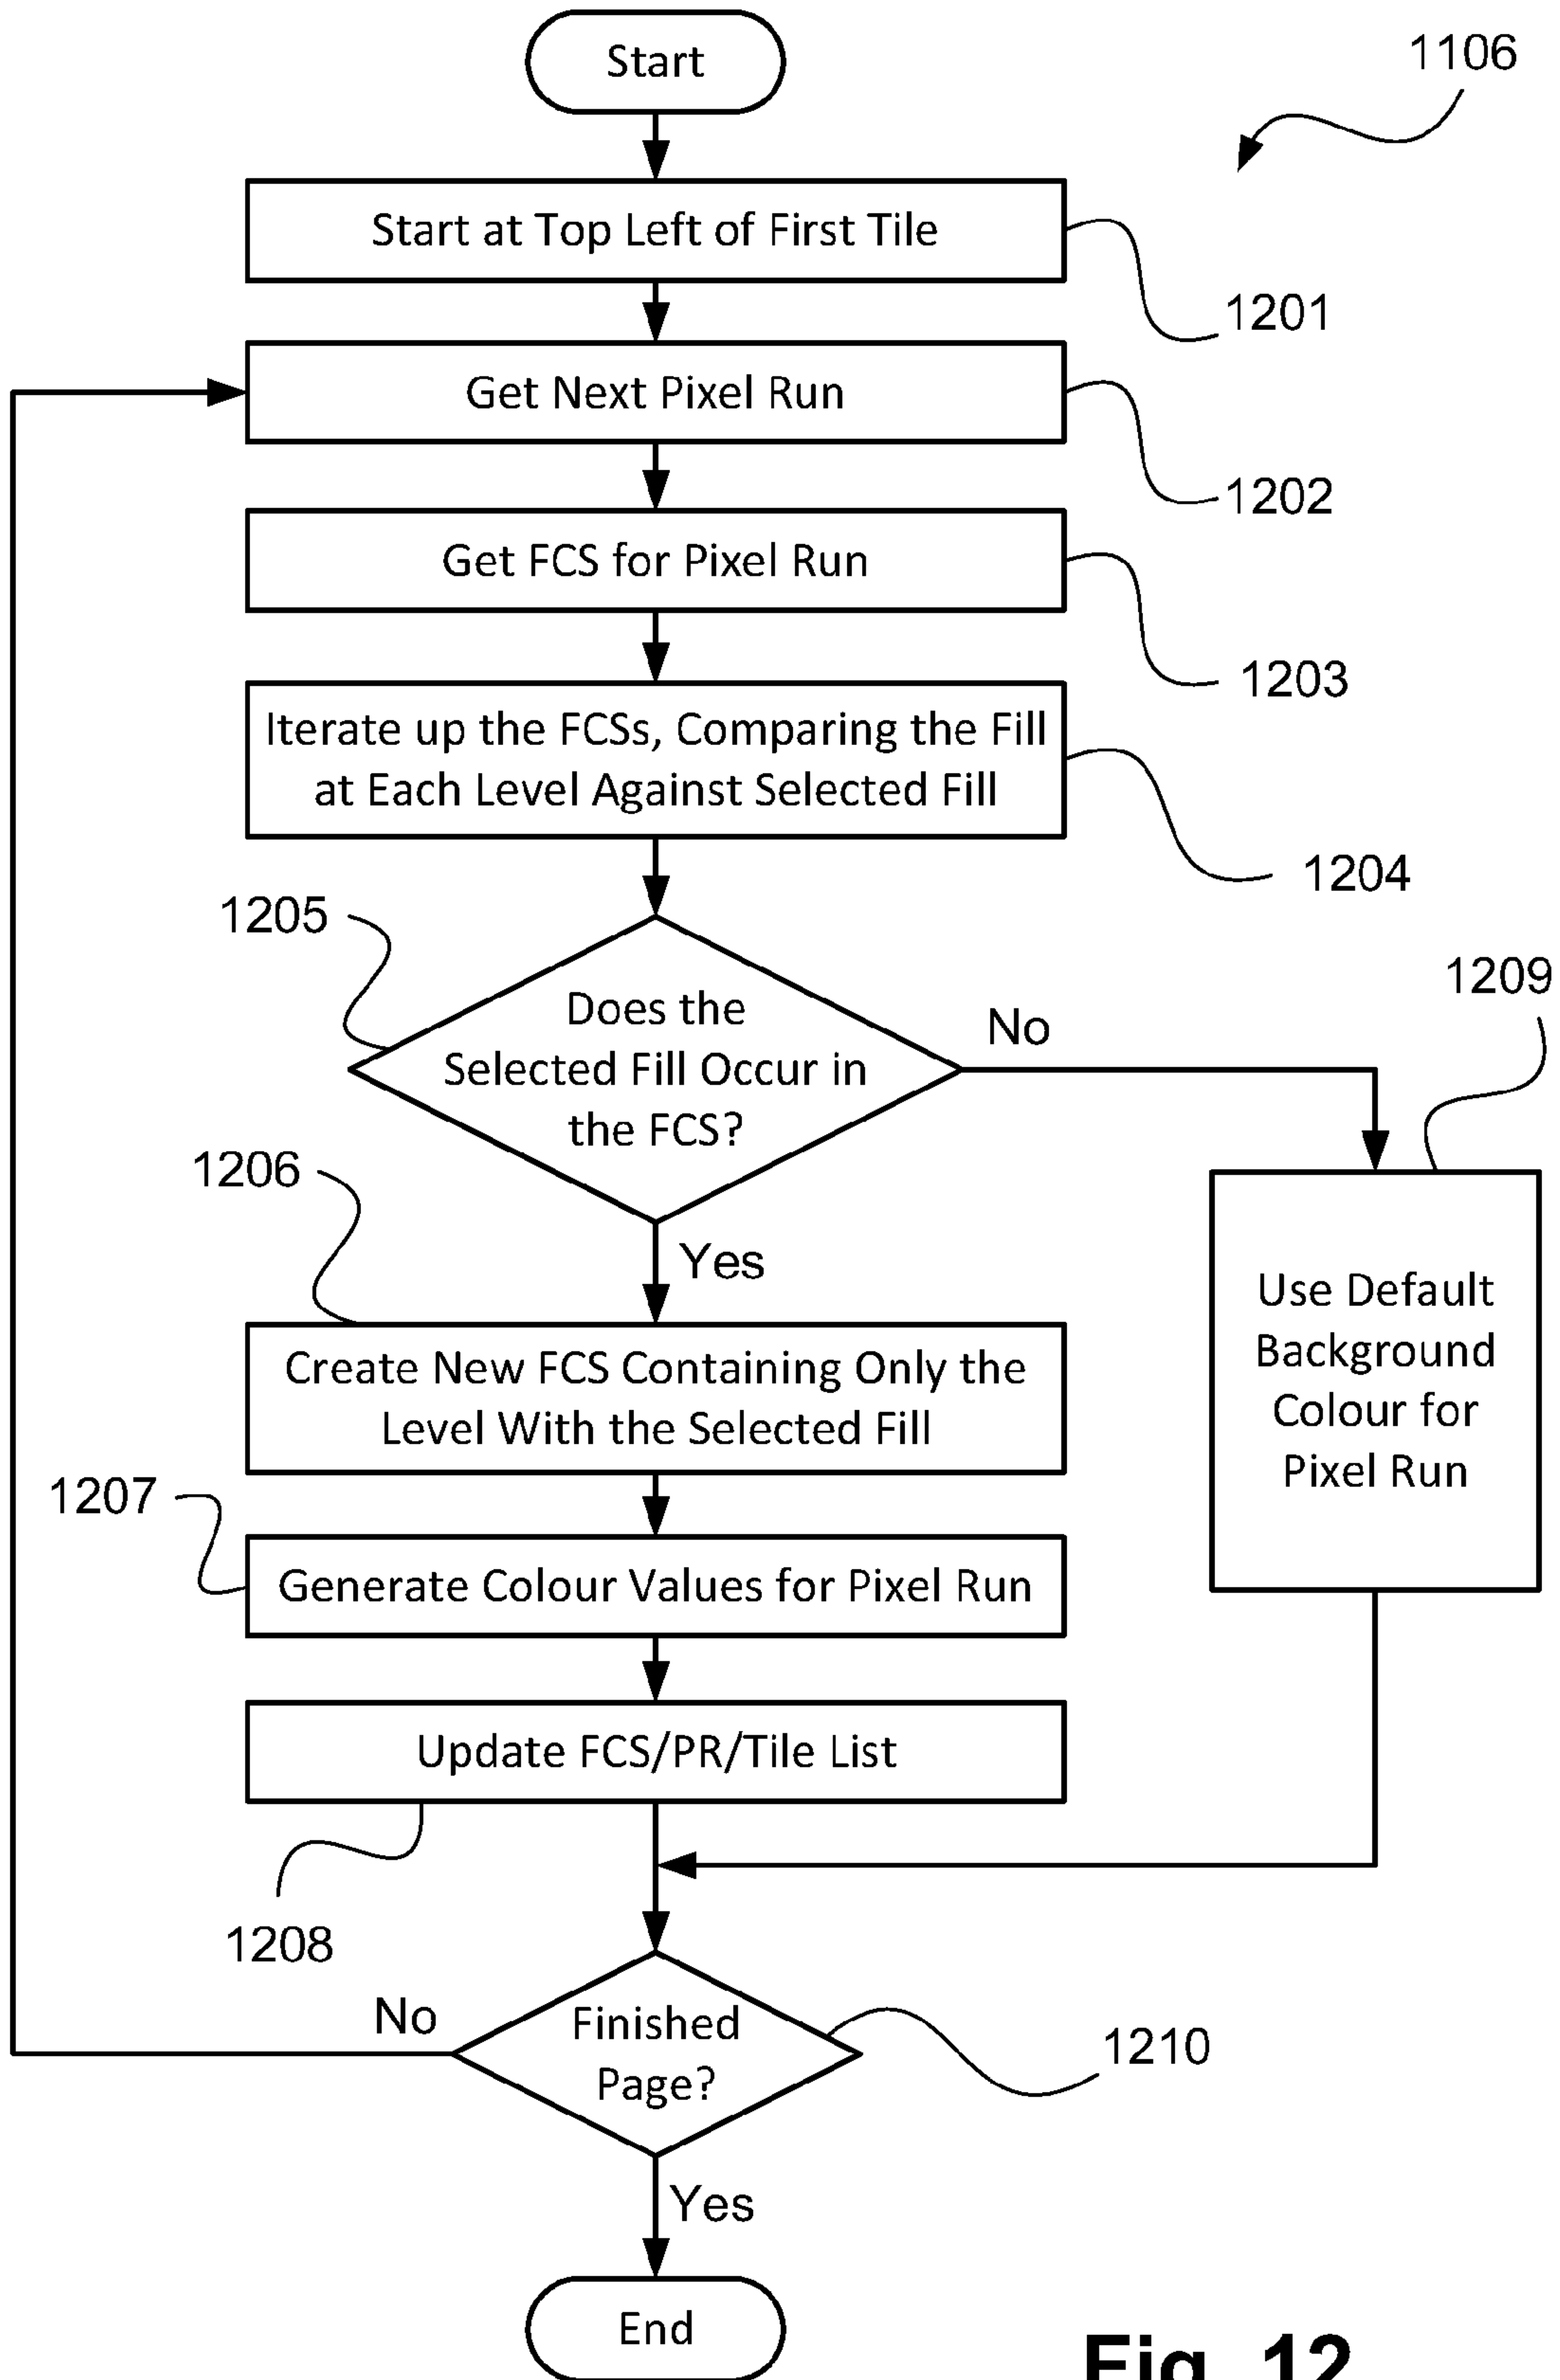 Start
1106
Start at Top Left of First Tile
1201
Get Next Pixel Run
1202
Get FCS for Pixel Run
1203
Iterate up the FCSs, Comparing the Fill
at Each Level Against Selected Fill
1204
1205
Does the
Selected Fill Occur in
the FCS?
No
1209
1206
Yes
Use Default
Background
Colour for
Pixel Run
Create New FCS Containing Only the
Level With the Selected Fill
1207
Generate Colour Values for Pixel Run
Update FCS/PR/Tile List
1208
No
Finished
Page?
1210
Yes
End
Fig. 12